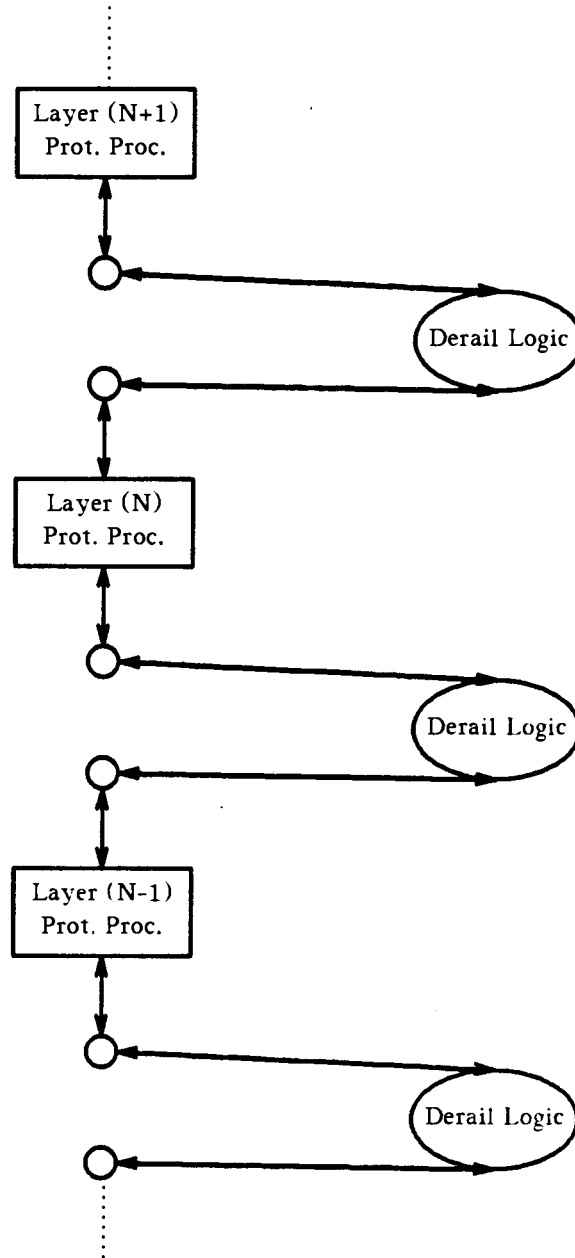 Layer (N+1)
Prot. Proc.
Derail Logic
Layer (N)
Prot. Proc.
Derail Logic
Layer (N-1)
Prot. Proc.
Derail Logic